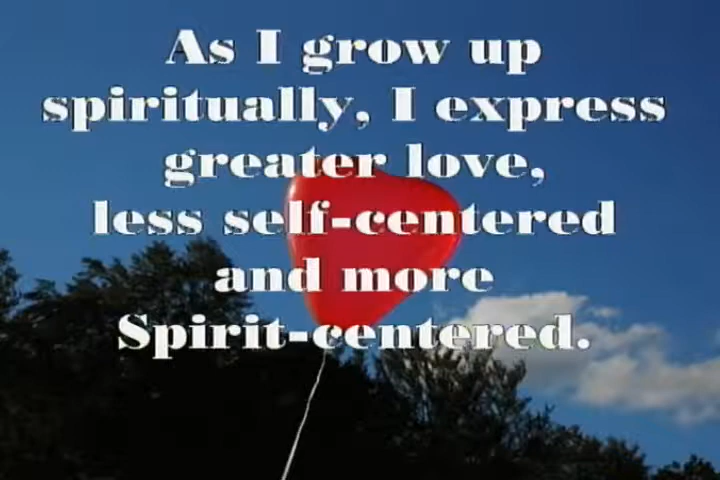 As I grow up
spiritually, I express
greater love,
less self-centered
and more
Spirit-centered.